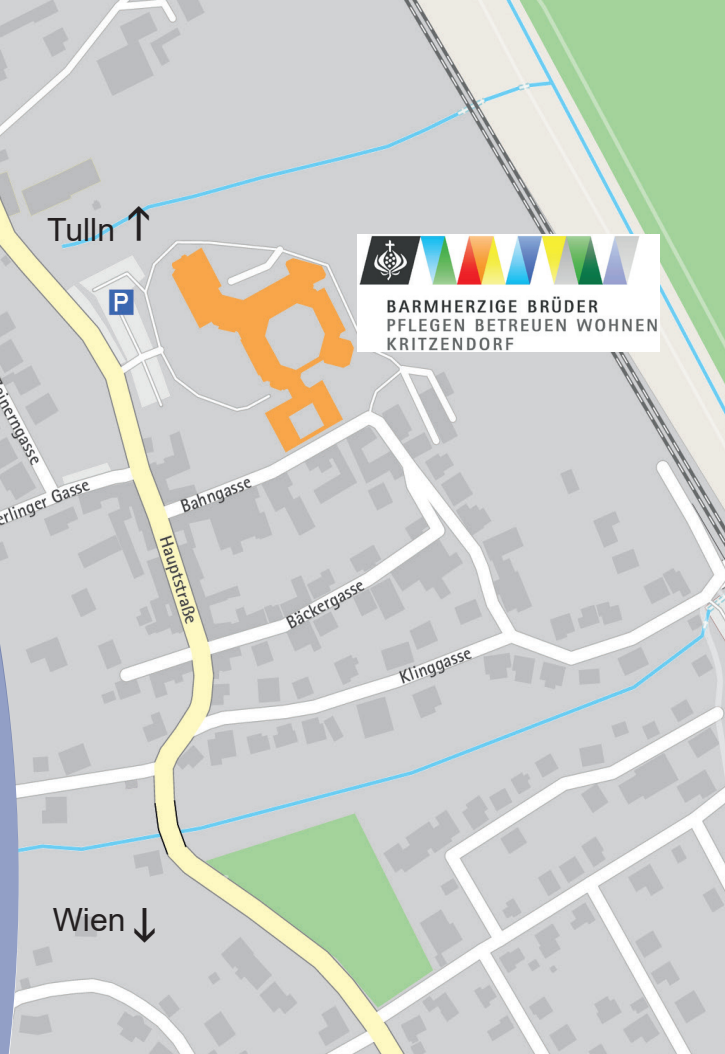 Tulln ↑
P
BARMHERZIGE BRÜDER
PFLEGEN BETREUEN WOHNEN
KRITZENDORF
Bahngasse
Hauptstraße
Bäckergasse
Klinggasse
Wien ↓